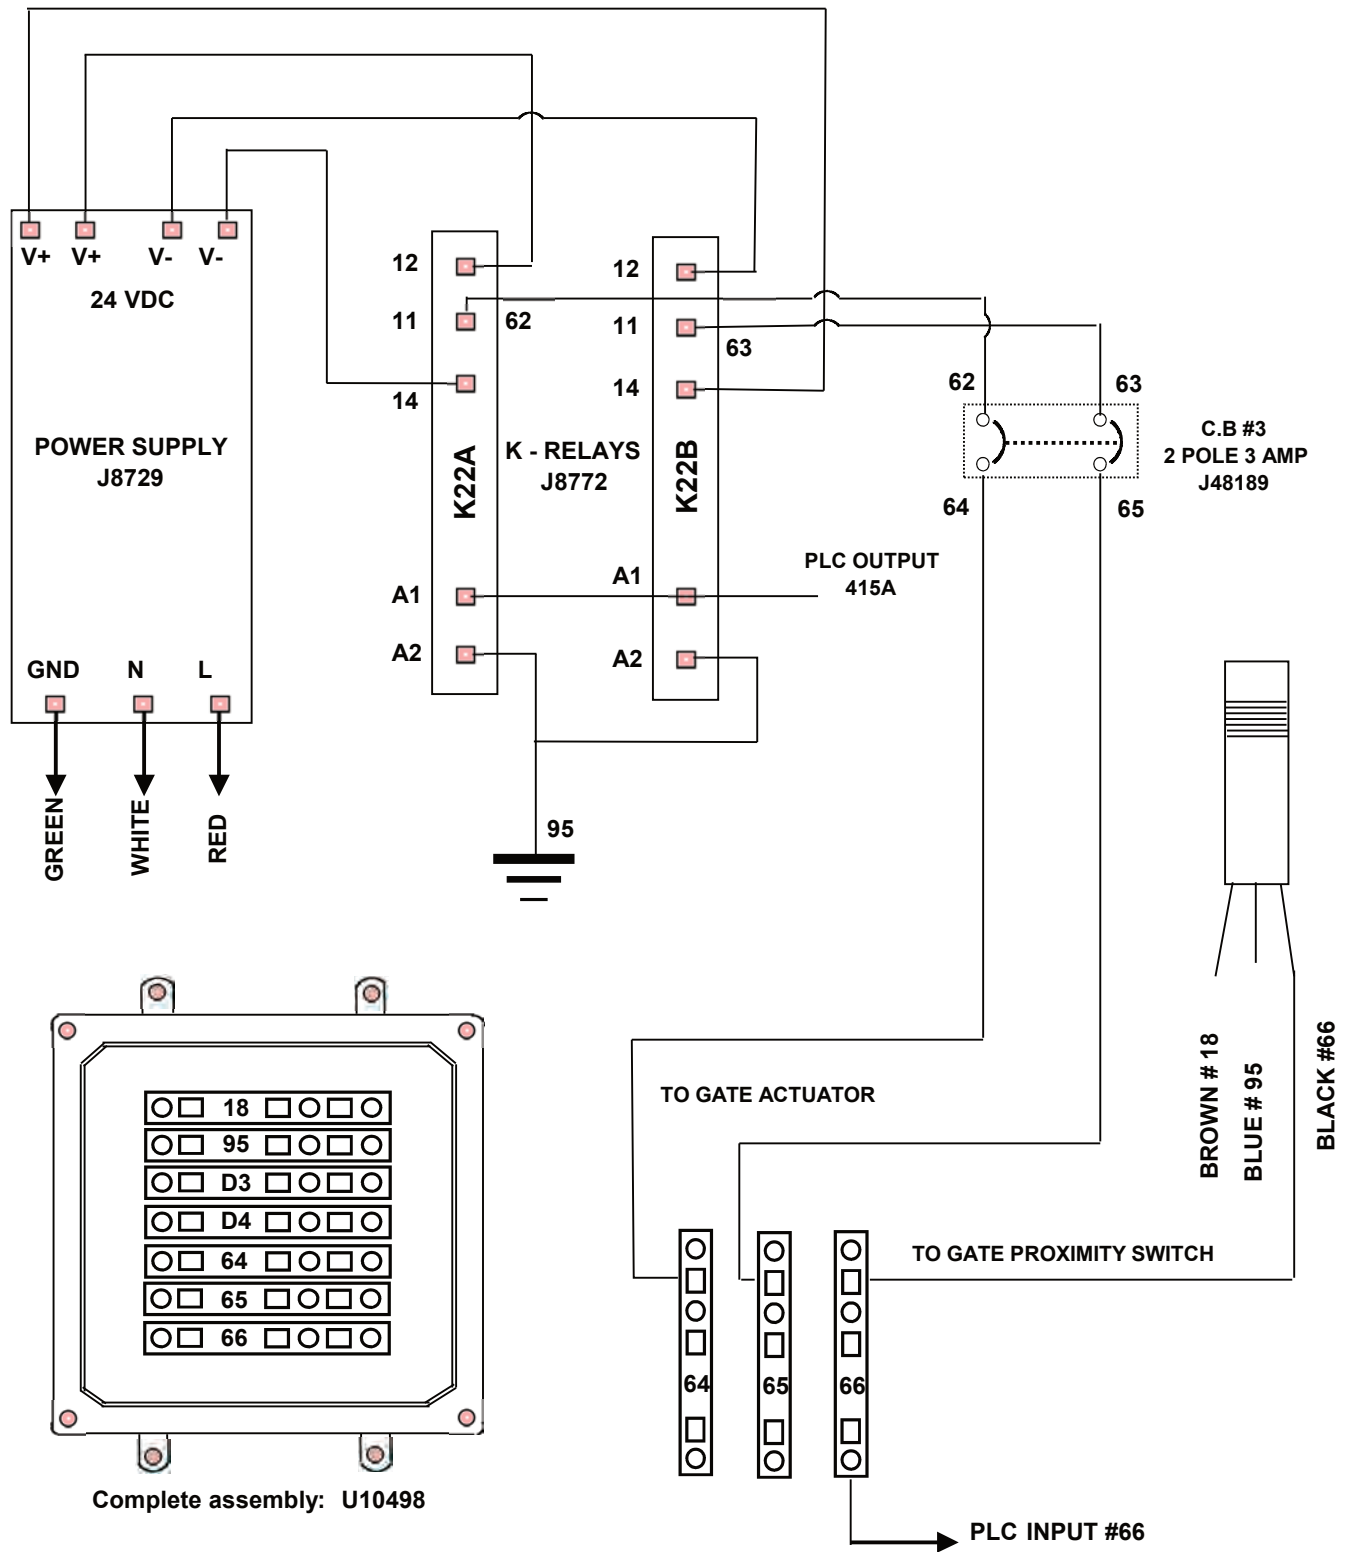 V+ V+ V- V-
24 VDC
POWER SUPPLY
J8729
GND N L
GREEN
WHITE
RED
12
11
62
14
K22A
A1
A2
K - RELAYS
J8772
12
11
63
14
K22B
A1
A2
PLC OUTPUT
415A
95
62
63
64
65
C.B #3
2 POLE 3 AMP
J48189
BROWN # 18
BLUE # 95
BLACK #66
TO GATE ACTUATOR
TO GATE PROXIMITY SWITCH
64
65
66
PLC INPUT #66
18
95
D3
D4
64
65
66
Complete assembly: U10498